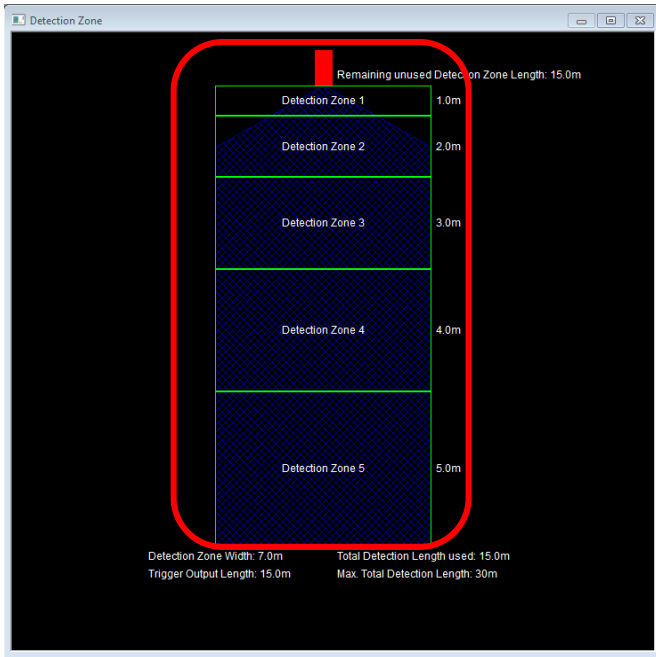 Detection Zone
Remaining unused Detection Zone Length: 15.0m
Detection Zone 1 1.0m
Detection Zone 2 2.0m
Detection Zone 3 3.0m
Detection Zone 4 4.0m
Detection Zone 5 5.0m
Detection Zone Width: 7.0m Total Detection Length used: 15.0m
Trigger Output Length: 15.0m Max. Total Detection Length: 30m